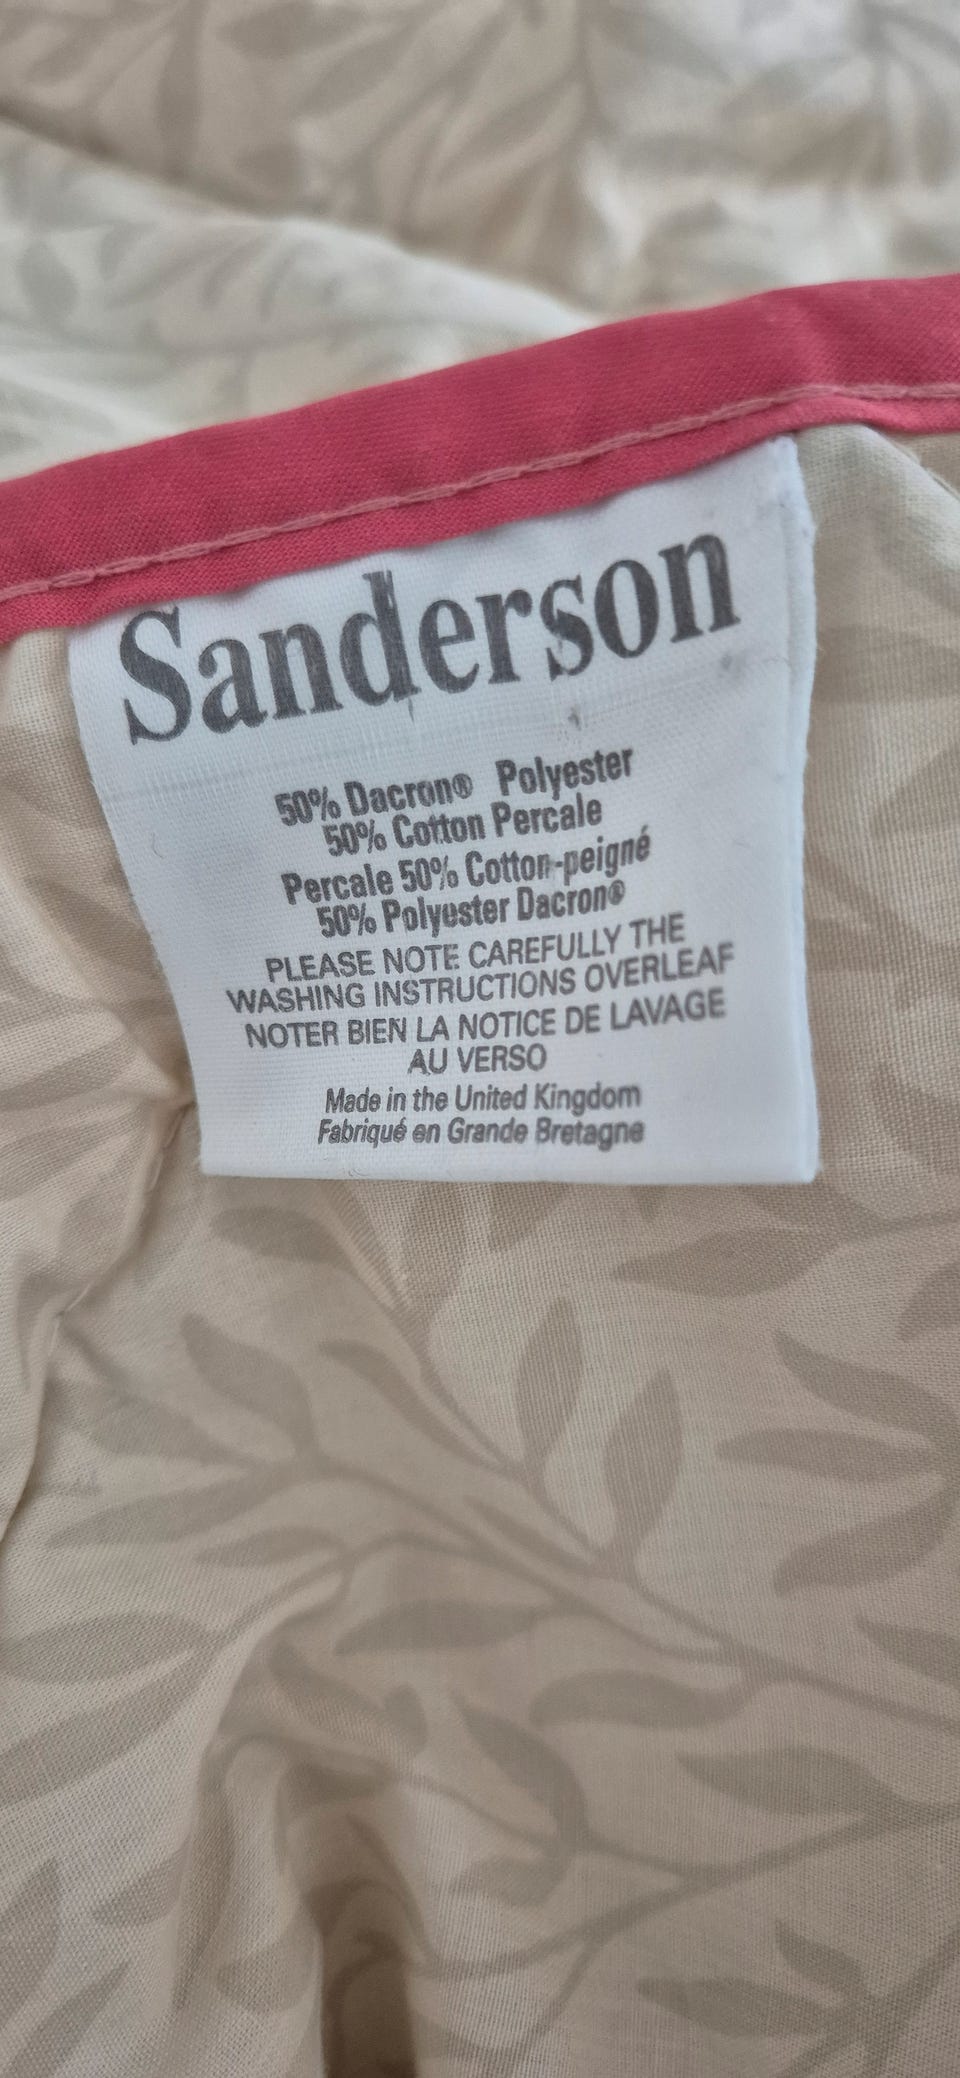 Sanderson
50% Dacron® Polyester
50% Cotton Percale
Percale 50% Cotton-peigné
50% Polyester Dacron®
PLEASE NOTE CAREFULLY THE
WASHING INSTRUCTIONS OVERLEAF
NOTER BIEN LA NOTICE DE LAVAGE
AU VERSO
Made in the United Kingdom
Fabriqué en Grande Bretagne